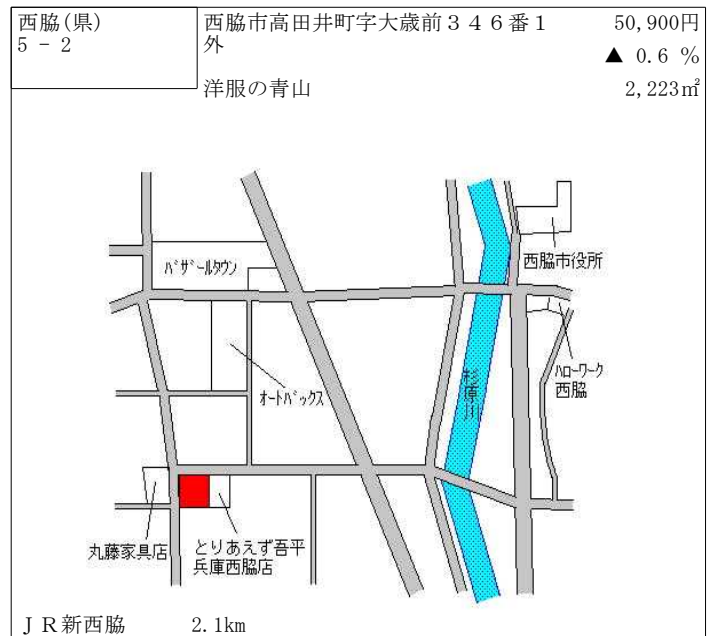 西脇(県)
5 - 2
西脇市高田井町字大歳前３４６番１
外
50,900円
▲ 0.6 %
洋服の青山
2,223㎡
ﾊﾞｻﾞｰﾙﾀｳﾝ
西脇市役所
ｵｰﾄﾊﾞｯｸｽ
杉原川
ﾊﾛｰﾜｰｸ
西脇
丸藤家具店
とりあえず吾平
兵庫西脇店
ＪＲ新西脇
2.1km